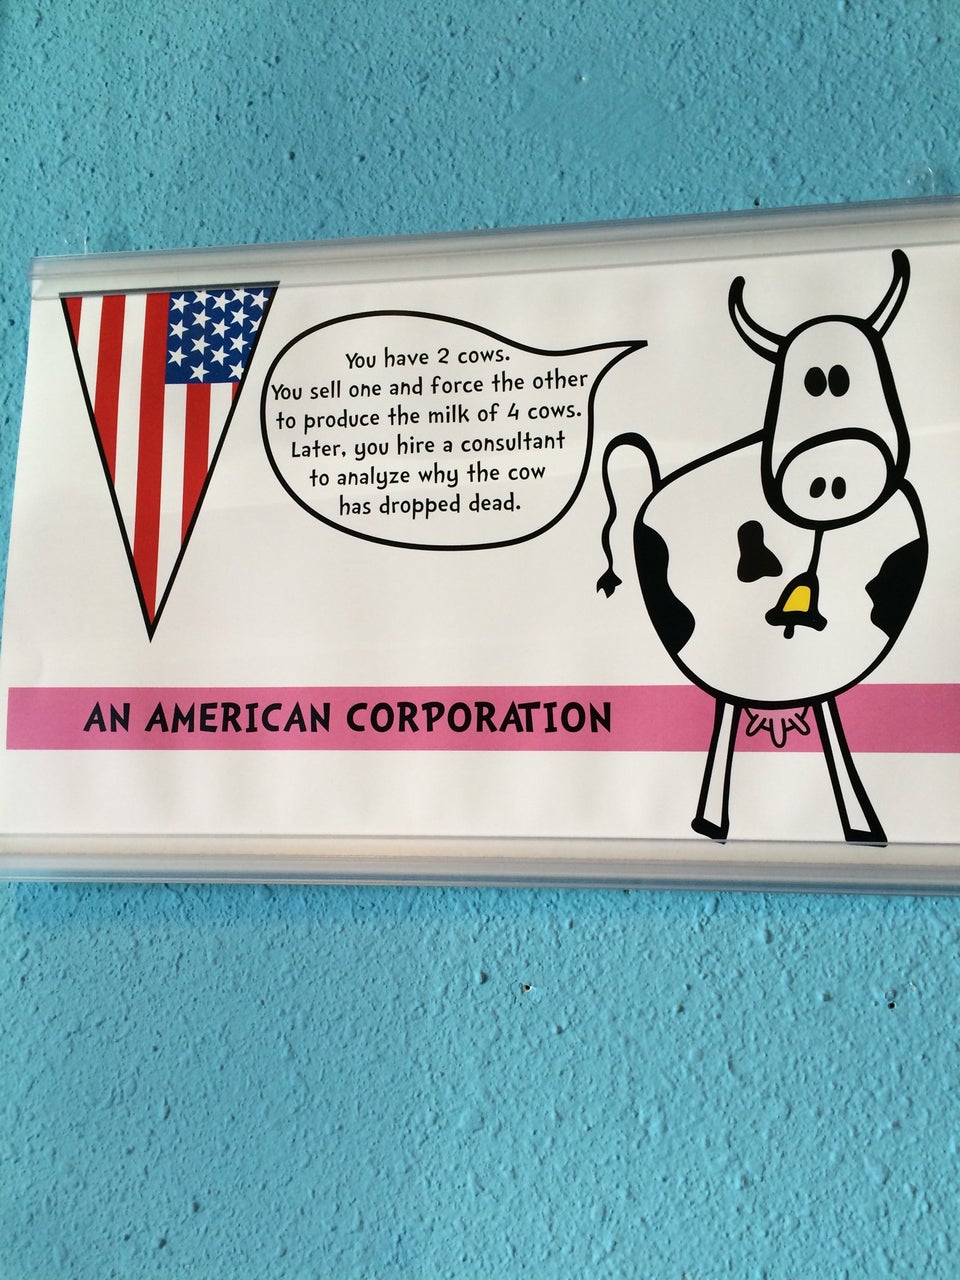 You have 2 cows.
You sell one and force the other
to produce the milk of 4 cows.
Later, you hire a consultant
to analyze why the cow
has dropped dead.
AN AMERICAN CORPORATION